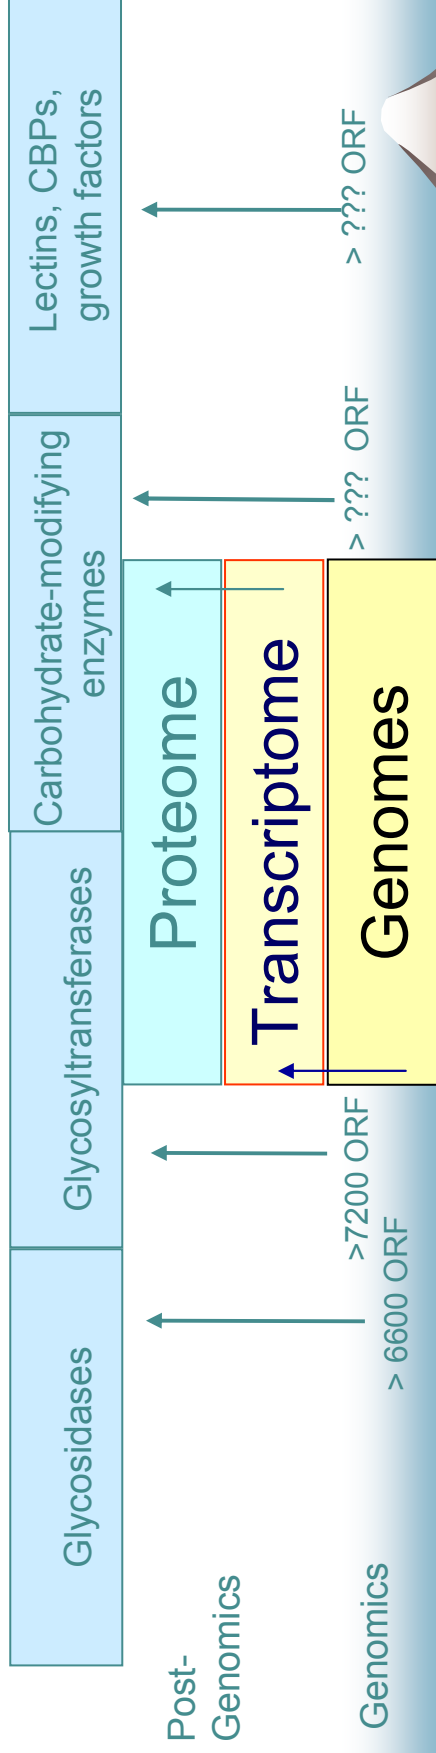 Glycosidases
Glycosyltransferases
Carbohydrate-modifying
enzymes
Lectins, CBPs,
growth factors
Post-
Genomics
Proteome
Transcriptome
Genomics
> 6600 ORF
>7200 ORF
Genomes
> ??? ORF
> ??? ORF